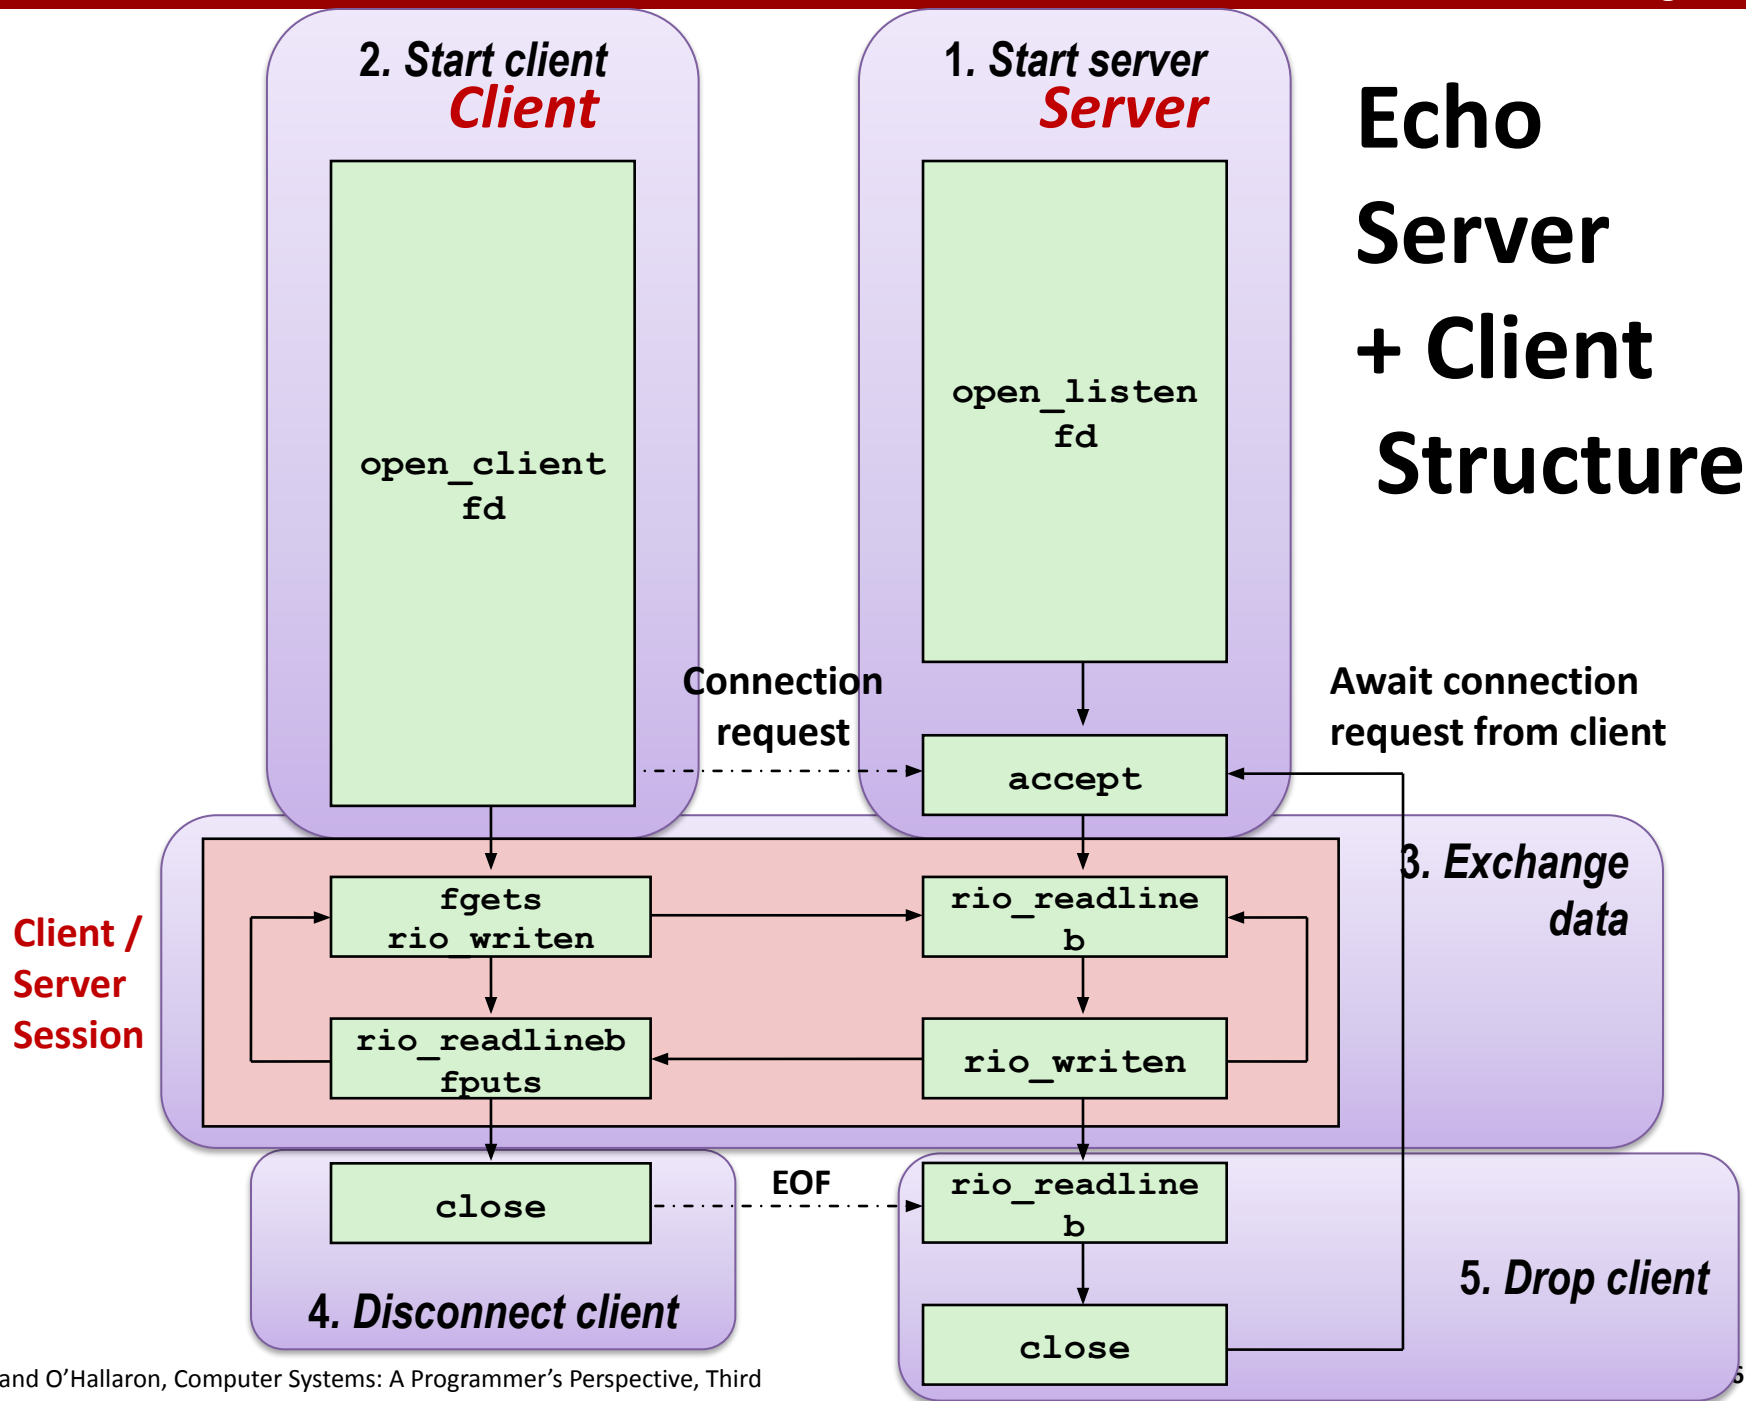 2. Start client
Client
1. Start server
Server
Echo
Server
+ Client
Structure
open_client
fd
open_listen
fd
Connection
request
Await connection
request from client
accept
3. Exchange
data
Client /
Server
Session
fgets
rio_writen
rio_readline
b
rio_readlineb
fputs
rio_writen
close
EOF
rio_readline
b
4. Disconnect client
5. Drop client
close
and O’Hallaron, Computer Systems: A Programmer’s Perspective, Third